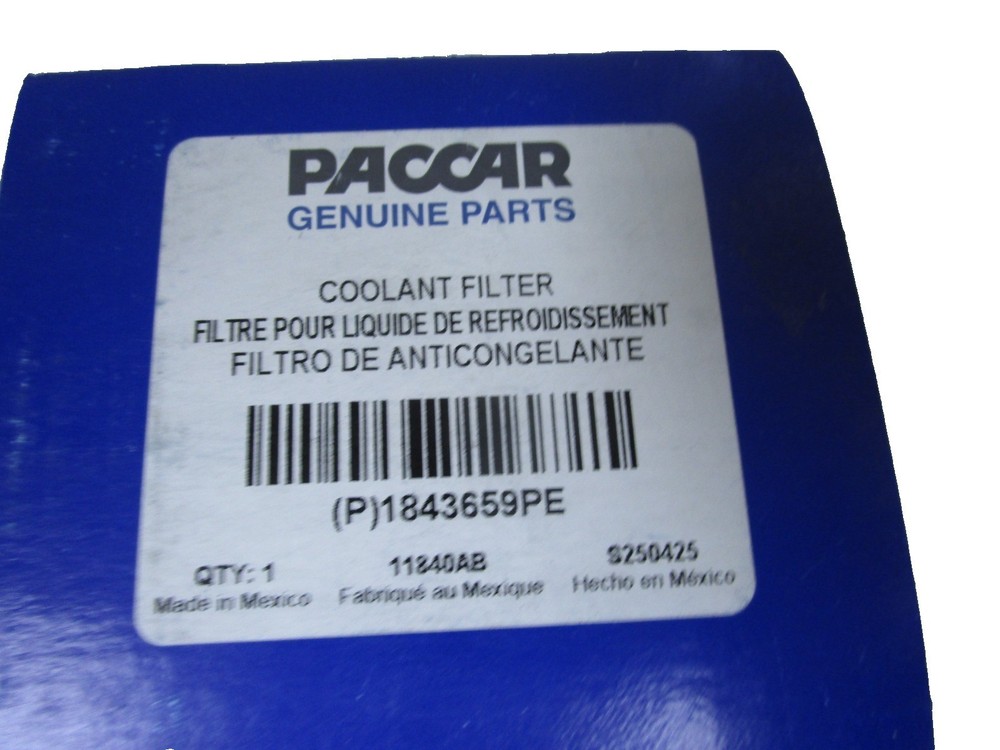 PACCAR
GENUINE PARTS
COOLANT FILTER
FILTRE POUR LIQUIDE DE REFROIDISSEMENT
FILTRO DE ANTICONGELANTE
(P)1843659PE
QTY: 1 11840AB S250425
Made in Mexico Fabriqué au Mexique Hecho en México